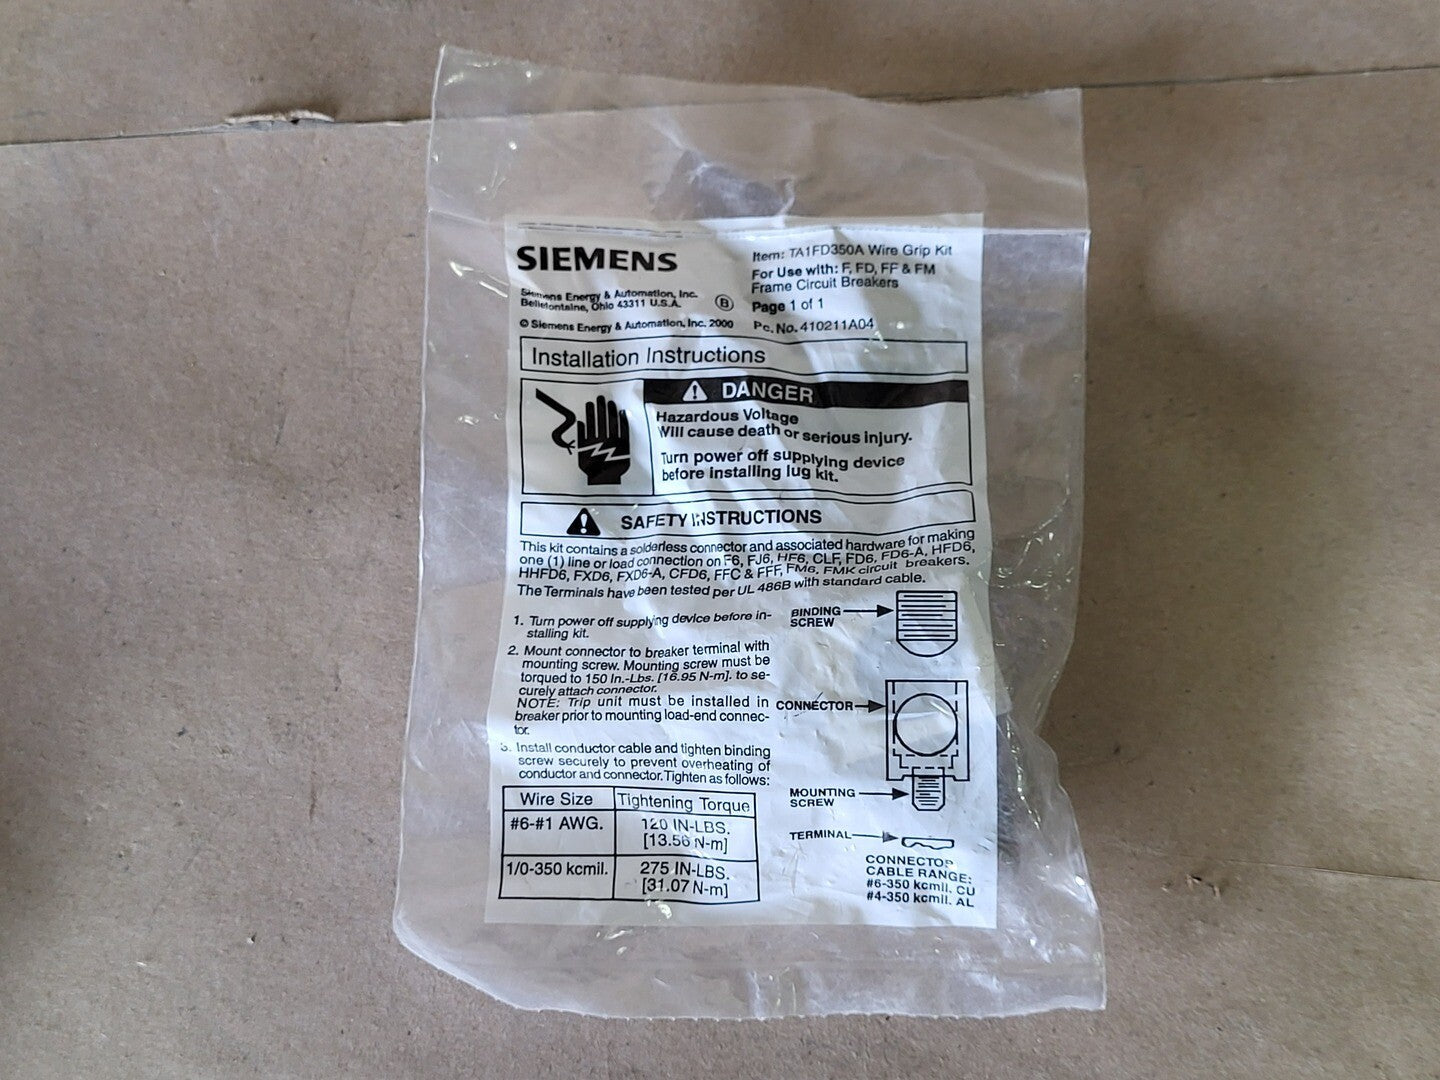 SIEMENS
Siemens Energy & Automation, Inc.
Bellefontaine, Ohio 43311 U.S.A.
B
© Siemens Energy & Automation, Inc. 2000
Item: TA1FD350A Wire Grip Kit
For Use with: F, FD, FF & FM
Frame Circuit Breakers
Page 1 of 1
Pc. No. 410211A04
Installation Instructions
DANGER
Hazardous Voltage
Will cause death or serious injury.
Turn power off supplying device
before installing lug kit.
SAFETY INSTRUCTIONS
This kit contains a solderless connector and associated hardware for making
one (1) line or load connection on F6, FJ6, HF6, CLF, FD6, FD6-A, HFD6,
HHFD6, FXD6, FXD6-A, CFD6, FFC & FFF, FM6, FMK circuit breakers.
The Terminals have been tested per UL 486B with standard cable.
1. Turn power off supplying device before in-
stalling kit.
2. Mount connector to breaker terminal with
mounting screw. Mounting screw must be
torqued to 150 In.-Lbs. [16.95 N-m]. to se-
curely attach connector.
NOTE: Trip unit must be installed in
breaker prior to mounting load-end connec-
tor.
3. Install conductor cable and tighten binding
screw securely to prevent overheating of
conductor and connector. Tighten as follows:
Wire Size Tightening Torque
#6-#1 AWG. 120 IN-LBS.
[13.56 N-m]
1/0-350 kcmil. 275 IN-LBS.
[31.07 N-m]
BINDING
SCREW
CONNECTOR
MOUNTING
SCREW
TERMINAL
CONNECTOR
CABLE RANGE:
#6-350 kcmil. CU
#4-350 kcmil. AL